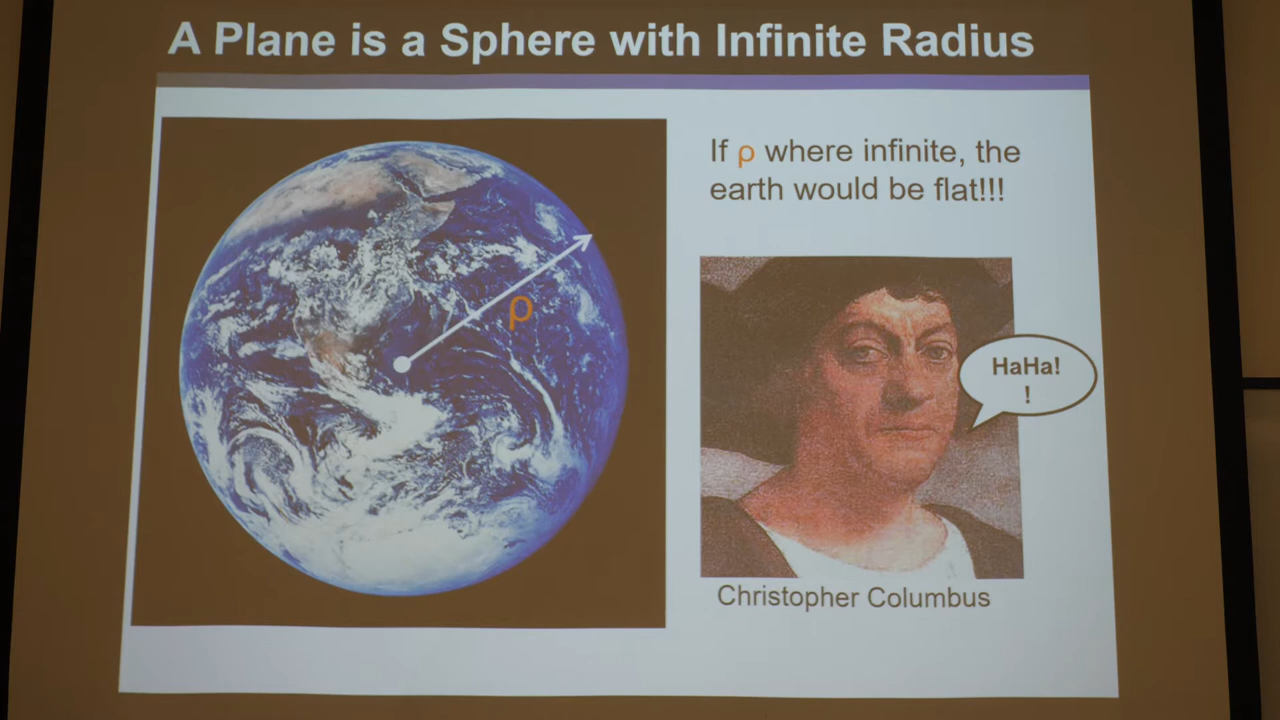 A Plane is a Sphere with Infinite Radius
If ρ where infinite, the
earth would be flat!!!
ρ
HaHa!
!
Christopher Columbus